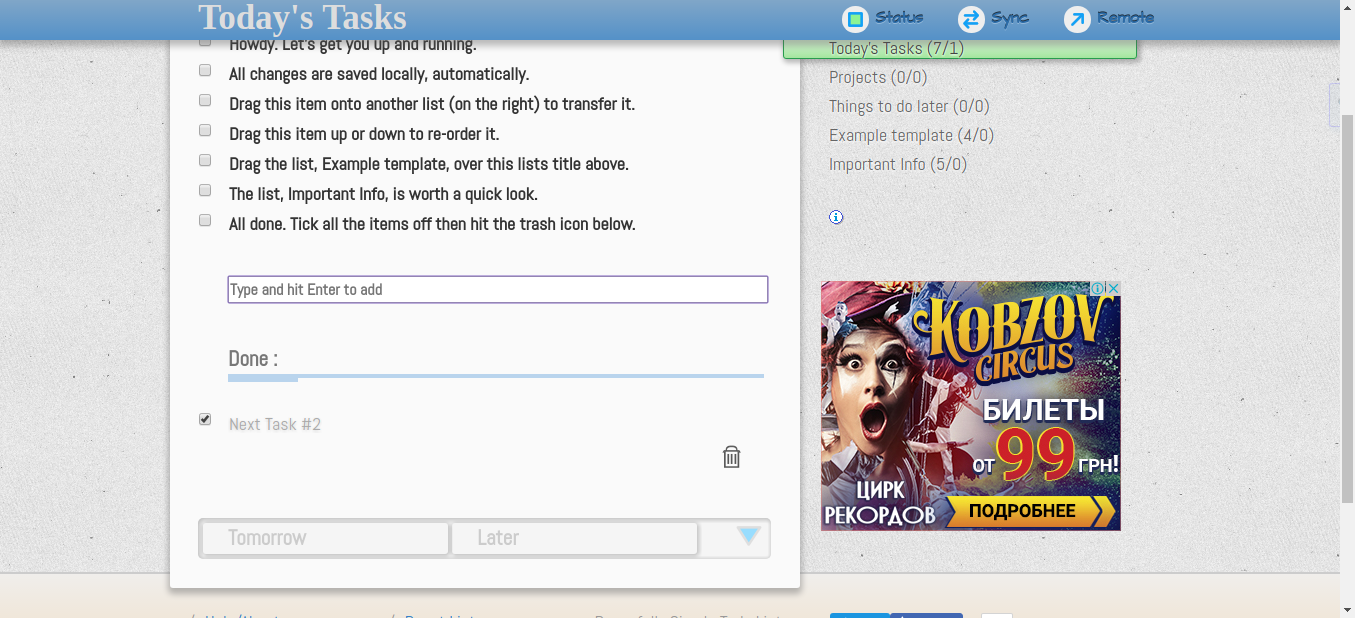 Today's Tasks
Status
Sync
Remote
Howdy. Let's get you up and running.
All changes are saved locally, automatically.
Drag this item onto another list (on the right) to transfer it.
Drag this item up or down to re-order it.
Drag the list, Example template, over this lists title above.
The list, Important Info, is worth a quick look.
All done. Tick all the items off then hit the trash icon below.
Type and hit Enter to add
Done :
Next Task #2
Tomorrow
Later
Today's Tasks (7/1)
Projects (0/0)
Things to do later (0/0)
Example template (4/0)
Important Info (5/0)
KOBZOV
CIRCUS
БИЛЕТЫ
ОТ 99 ГРН!
ЦИРК
РЕКОРДОВ
ПОДРОБНЕЕ